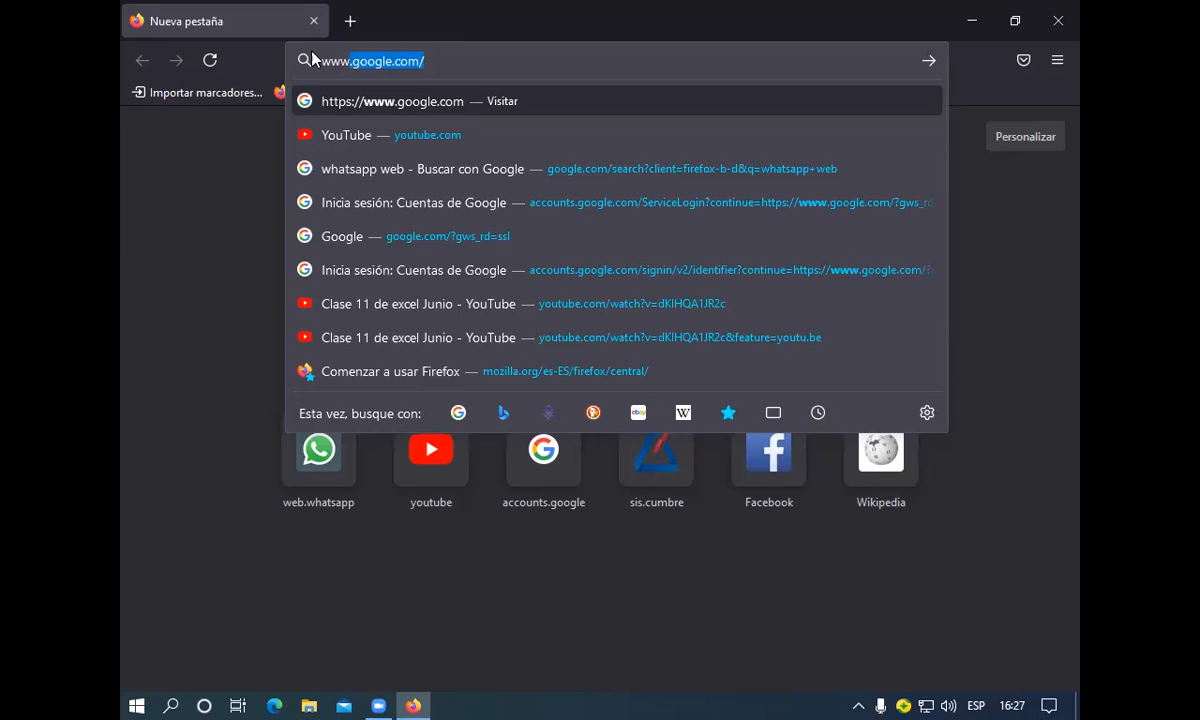 Nueva pestaña
www.google.com/
Importar marcadores...
https://www.google.com — Visitar
YouTube — youtube.com
whatsapp web - Buscar con Google — google.com/search?client=firefox-b-d&q=whatsapp+web
Inicia sesión: Cuentas de Google — accounts.google.com/ServiceLogin?continue=https://www.google.com/?gws_rd
Google — google.com/?gws_rd=ssl
Inicia sesión: Cuentas de Google — accounts.google.com/signin/v2/identifier?continue=https://www.google.com/?
Clase 11 de excel Junio - YouTube — youtube.com/watch?v=dKIHQA1JR2c
Clase 11 de excel Junio - YouTube — youtube.com/watch?v=dKIHQA1JR2c&feature=youtu.be
Comenzar a usar Firefox — mozilla.org/es-ES/firefox/central/
Esta vez, busque con:
Personalizar
web.whatsapp youtube accounts.google sis.cumbre Facebook Wikipedia
ESP 16:27